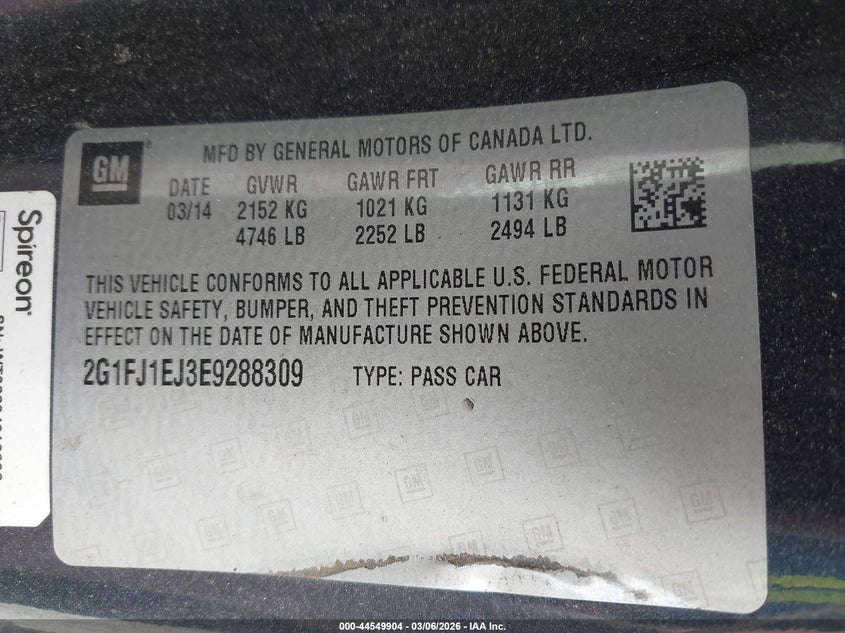 GM ®
MFD BY GENERAL MOTORS OF CANADA LTD.
DATE GVWR GAWR FRT GAWR RR
03/14 2152 KG 1021 KG 1131 KG
4746 LB 2252 LB 2494 LB
THIS VEHICLE CONFORMS TO ALL APPLICABLE U.S. FEDERAL MOTOR
VEHICLE SAFETY, BUMPER, AND THEFT PREVENTION STANDARDS IN
EFFECT ON THE DATE OF MANUFACTURE SHOWN ABOVE.
2G1FJ1EJ3E9288309 TYPE: PASS CAR
Spireon
000-44549904 - 03/06/2026 - IAA Inc.